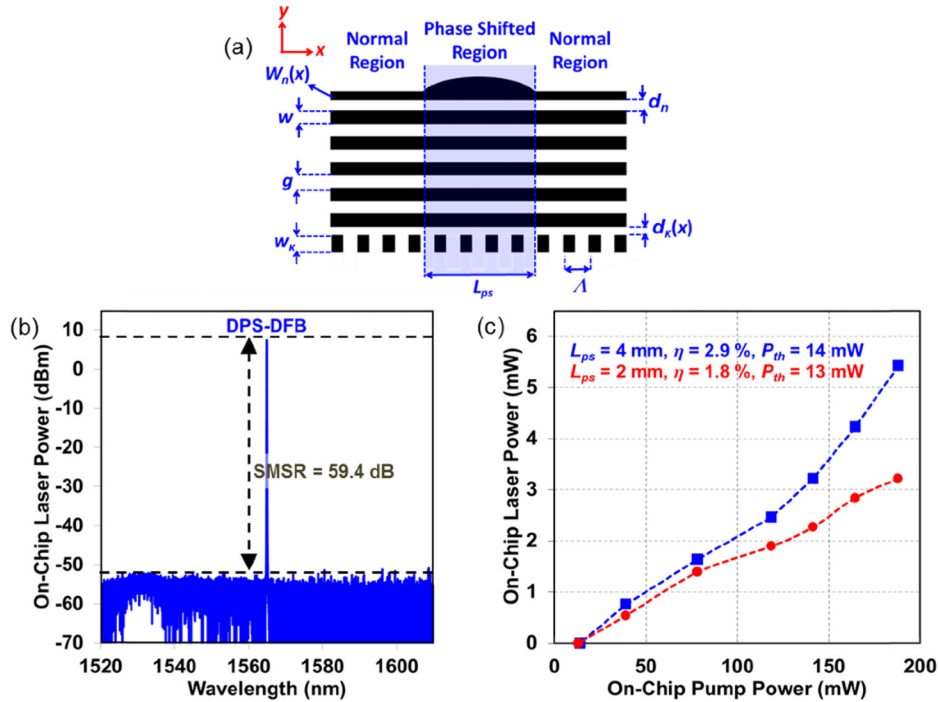 (a)
y
x
Normal Region
Phase Shifted Region
Normal Region
Wn(x)
dn
w
g
dK(x)
wK
Lps
Λ
(b)
DPS-DFB
SMSR = 59.4 dB
On-Chip Laser Power (dBm)
10
0
-10
-20
-30
-40
-50
-60
-70
1520
1540
1560
1580
1600
Wavelength (nm)
(c)
Lps = 4 mm, η = 2.9 %, Pth = 14 mW
Lps = 2 mm, η = 1.8 %, Pth = 13 mW
On-Chip Laser Power (mW)
6
5
4
3
2
1
0
0
50
100
150
200
On-Chip Pump Power (mW)